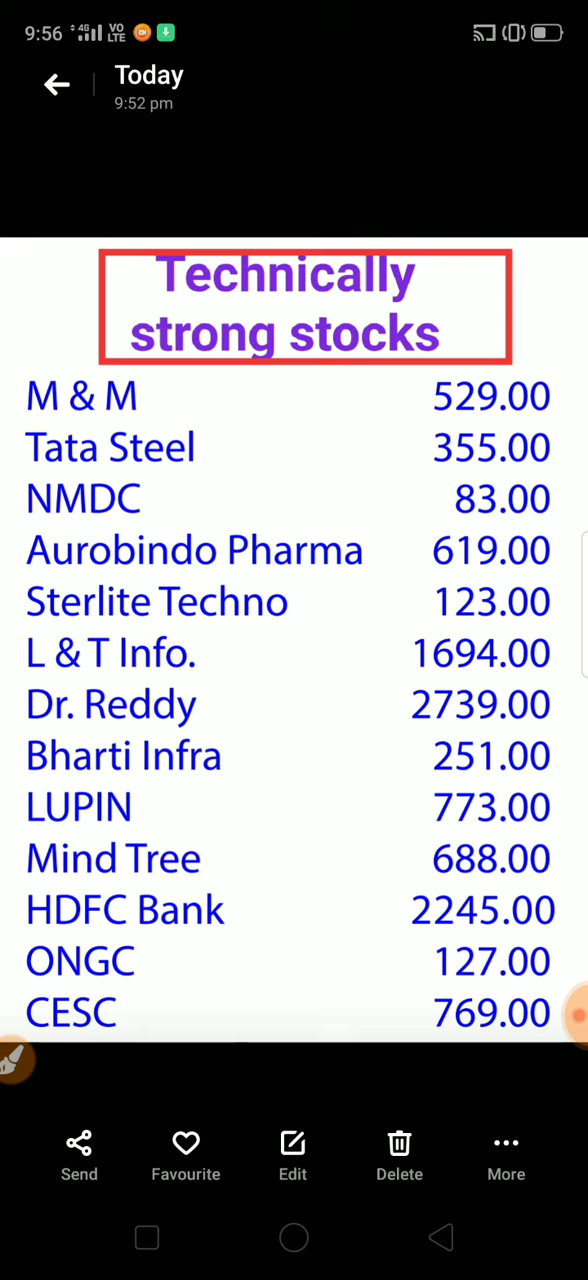 9:56 4G VO LTE
Today
9:52 pm
Technically
strong stocks
M & M 529.00
Tata Steel 355.00
NMDC 83.00
Aurobindo Pharma 619.00
Sterlite Techno 123.00
L & T Info. 1694.00
Dr. Reddy 2739.00
Bharti Infra 251.00
LUPIN 773.00
Mind Tree 688.00
HDFC Bank 2245.00
ONGC 127.00
CESC 769.00
Send Favourite Edit Delete More